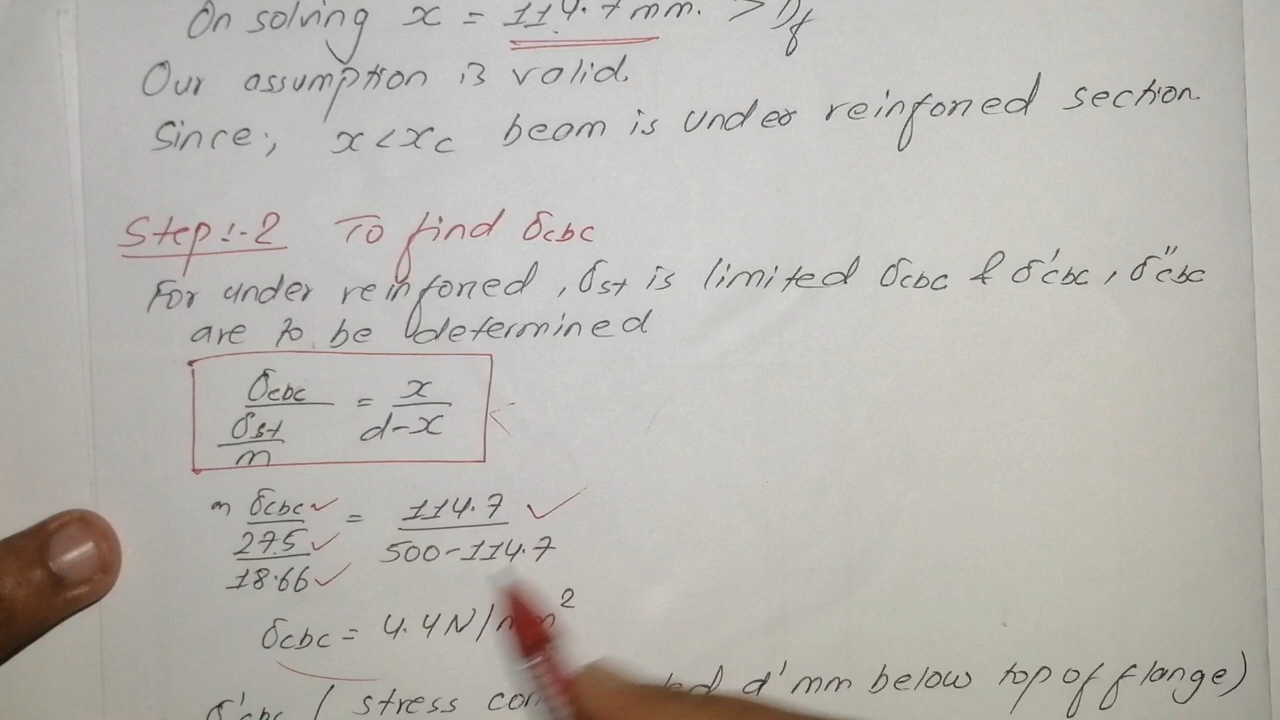 On solving x = 114.7 mm. > Df
Our assumption is valid.
Since; x < xc beam is under reinforned section
Step:-2 To find σcbc
For under reinforned, σst is limited σcbc & σ'cbc, σ"cbc
are to be determined
σcbc / (σst / m) = x / (d-x)
m σcbc / (275 / 18.66) = 114.7 / (500-114.7)
σcbc = 4.4 N/mm²
σ'cbc ( stress d' mm below top of flange)